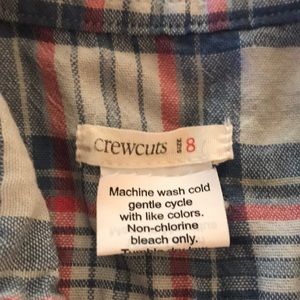 crewcuts SIZE 8
Machine wash cold
gentle cycle
with like colors.
Non-chlorine
bleach only.